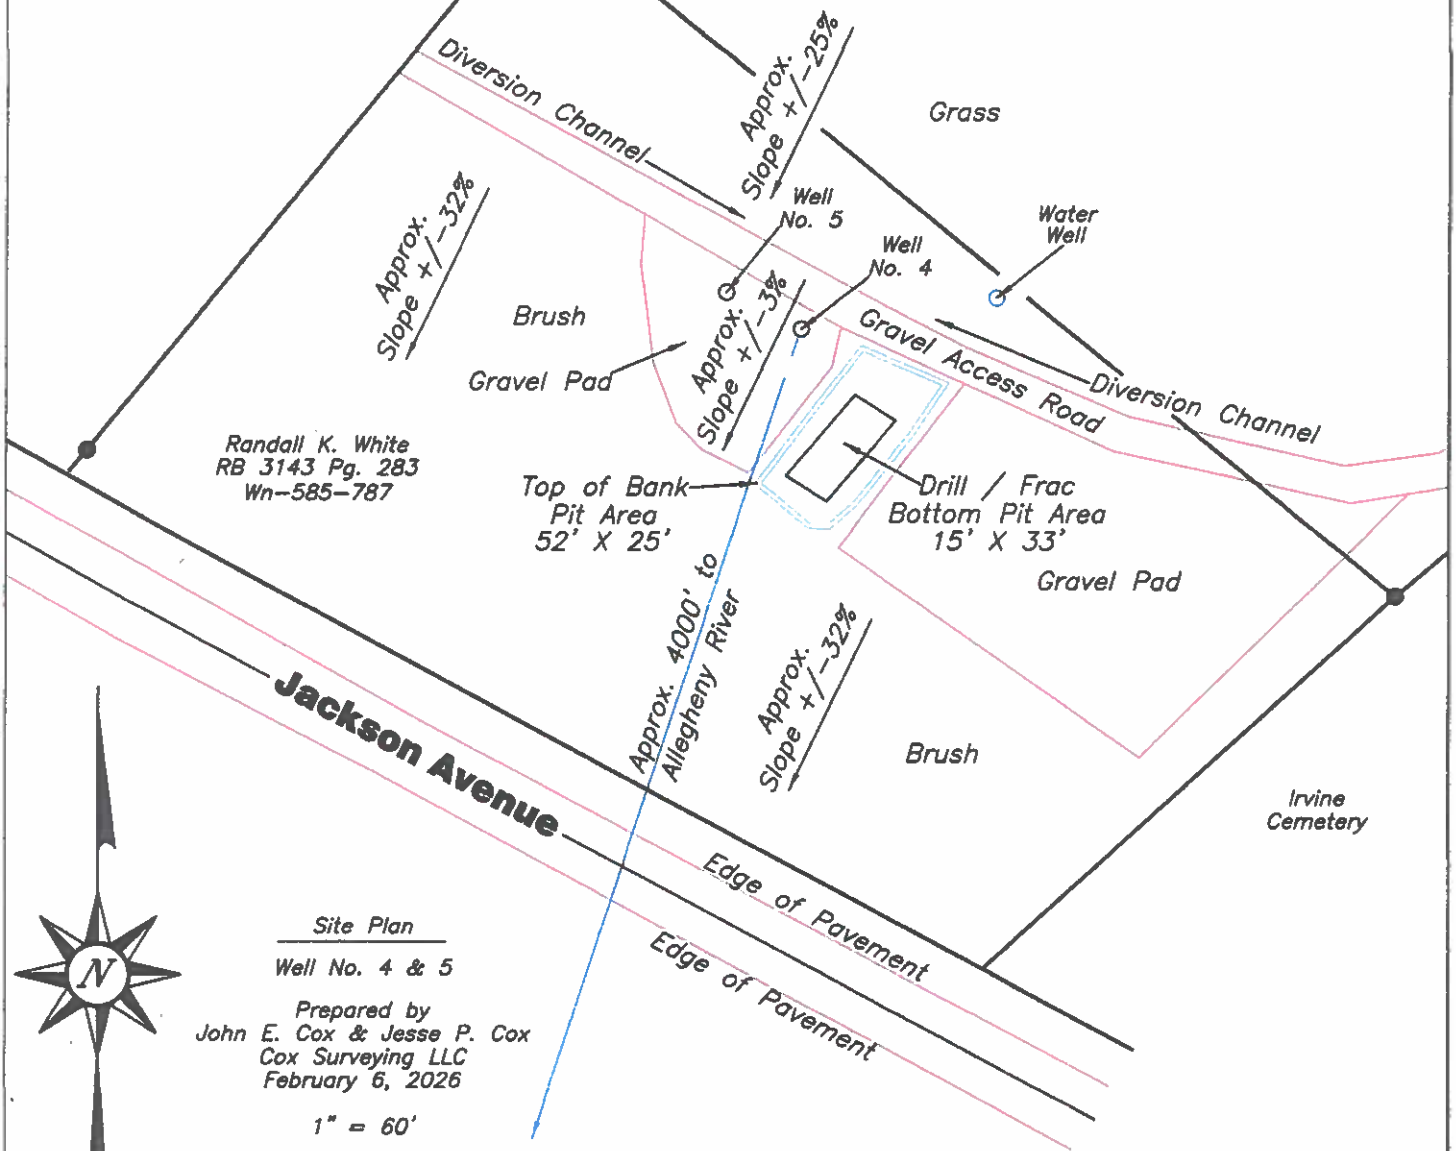 Diversion Channel
Approx.
Slope +/-25%
Grass
Approx.
Slope +/-32%
Well
No. 5
Water
Well
Well
No. 4
Brush
Approx.
Slope +/-3%
Gravel Access Road
Gravel Pad
Diversion Channel
Randall K. White
RB 3143 Pg. 283
Wn-585-787
Top of Bank
Pit Area
52' X 25'
Drill / Frac
Bottom Pit Area
15' X 33'
Gravel Pad
Approx. 4000' to
Allegheny River
Approx.
Slope +/-32%
Jackson Avenue
Brush
Irvine
Cemetery
Edge of Pavement
Edge of Pavement
N
Site Plan
Well No. 4 & 5
Prepared by
John E. Cox & Jesse P. Cox
Cox Surveying LLC
February 6, 2026
1" = 60'